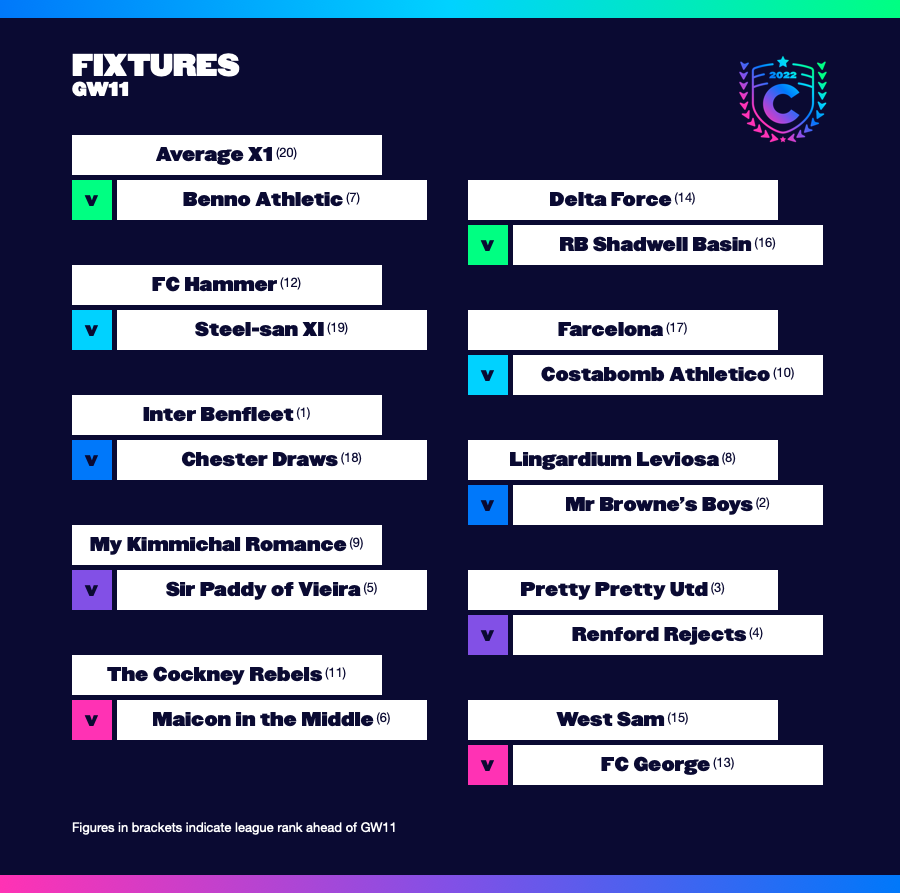 FIXTURES
GW11
2022
C
Average X1 (20)
v Benno Athletic (7)
FC Hammer (12)
v Steel-san XI (19)
Inter Benfleet (1)
v Chester Draws (18)
My Kimmichal Romance (9)
v Sir Paddy of Vieira (5)
The Cockney Rebels (11)
v Maicon in the Middle (6)
Delta Force (14)
v RB Shadwell Basin (16)
Farcelona (17)
v Costabomb Athletico (10)
Lingardium Leviosa (8)
v Mr Browne’s Boys (2)
Pretty Pretty Utd (3)
v Renford Rejects (4)
West Sam (15)
v FC George (13)
Figures in brackets indicate league rank ahead of GW11